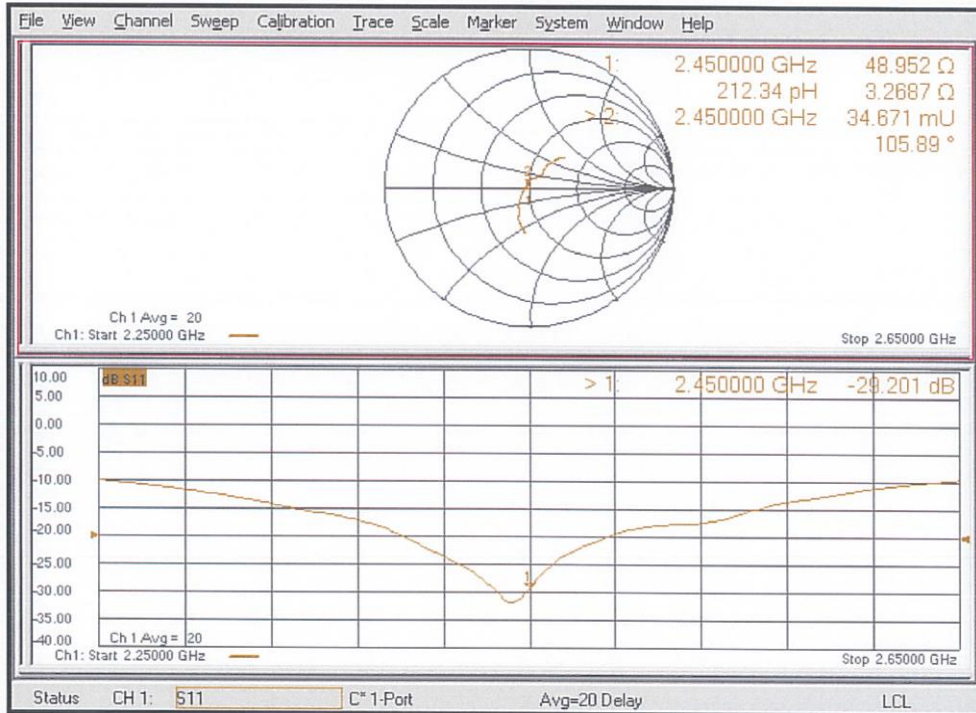 File View Channel Sweep Calibration Trace Scale Marker System Window Help
1: 2.450000 GHz 48.952 Ω
212.34 pH 3.2687 Ω
> 2: 2.450000 GHz 34.671 mU
105.89 °
2
1
Ch 1 Avg = 20
Ch1: Start 2.25000 GHz Stop 2.65000 GHz
10.00 dB S11 > 1: 2.450000 GHz -29.201 dB
5.00
0.00
-5.00
-10.00
-15.00
-20.00
-25.00
1
-30.00
-35.00
-40.00 Ch 1 Avg = 20
Ch1: Start 2.25000 GHz Stop 2.65000 GHz
Status CH 1: S11 C* 1-Port Avg=20 Delay LCL